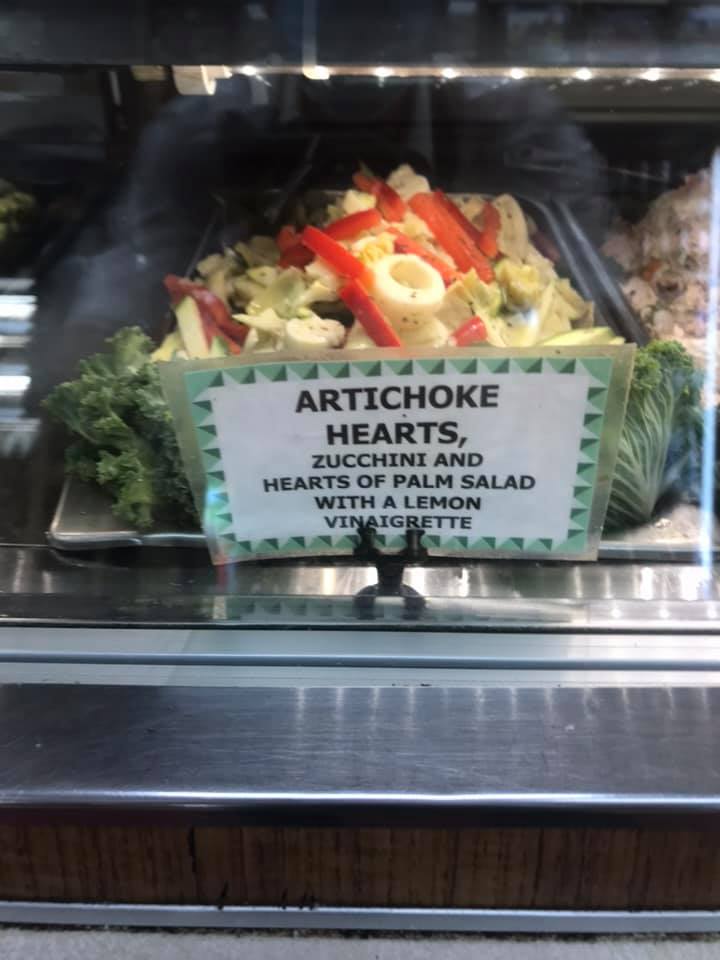 ARTICHOKE
HEARTS,
ZUCCHINI AND
HEARTS OF PALM SALAD
WITH A LEMON
VINAIGRETTE